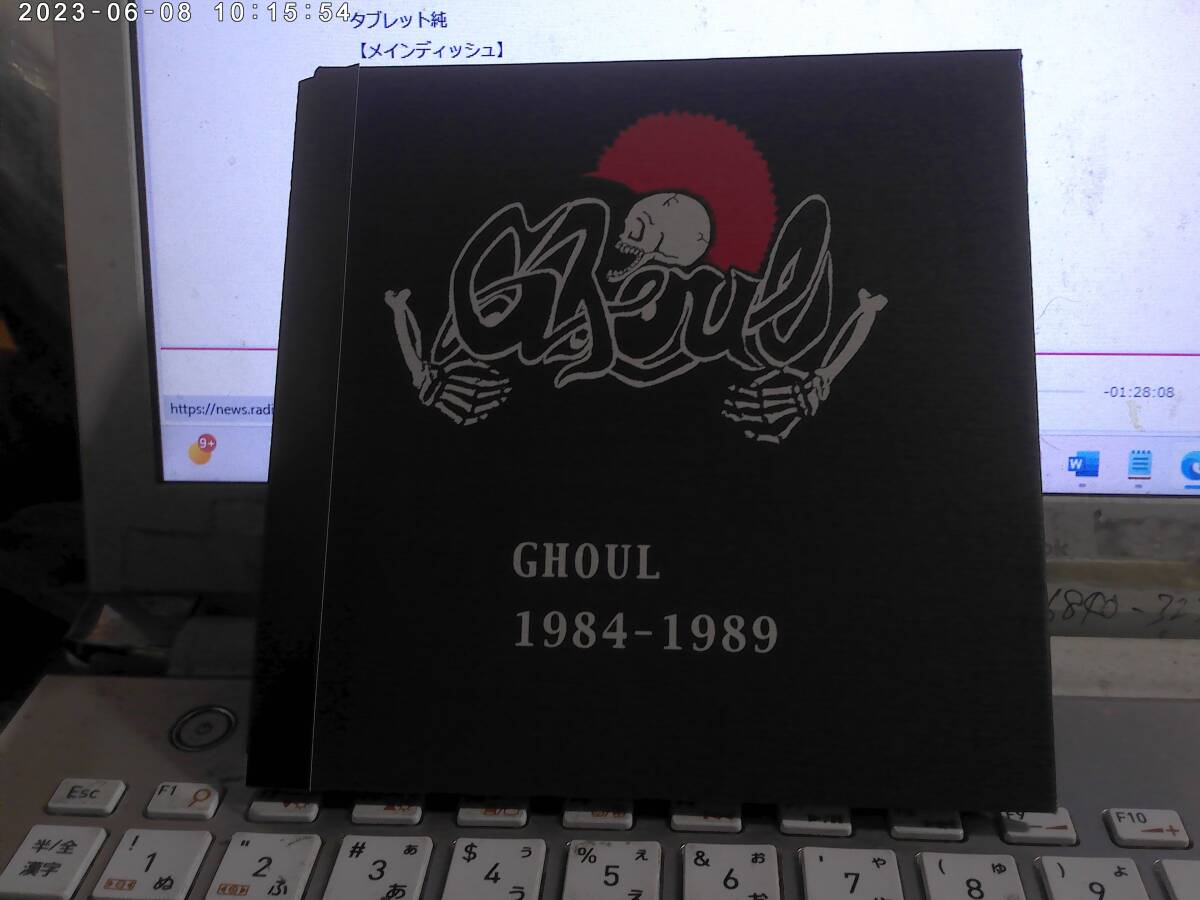 2023-06-08 10:15:54
タブレット純
【メインディッシュ】
Ghoul
GHOUL
1984-1989
https://news.radi
-01:28:08
9+
W
Esc
F1
F9
F10
半/全
漢字
! 1 ぬ
" 2 ふ
# 3 ぁ あ
$ 4 ぅ う
% 5 ぇ え
& 6 ぉ お
' 7 ゃ や
( 8 ゅ
) 9 ょ